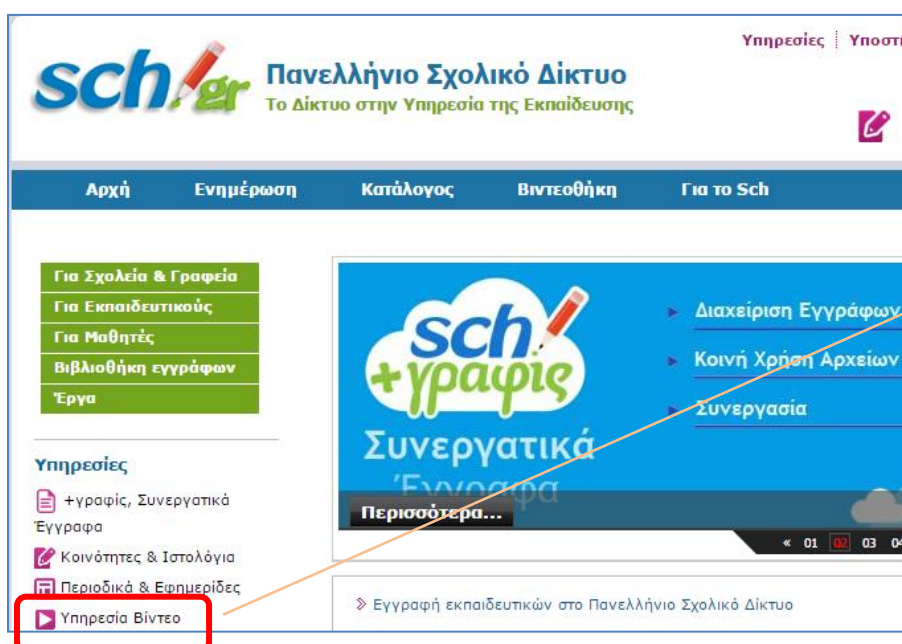 Υπηρεσίες
sch.gr
Πανελλήνιο Σχολικό Δίκτυο
Το Δίκτυο στην Υπηρεσία της Εκπαίδευσης
Αρχή Ενημέρωση Κατάλογος Βιντεοθήκη Για το Sch
Για Σχολεία & Γραφεία
Για Εκπαιδευτικούς
Για Μαθητές
Βιβλιοθήκη εγγράφων
Έργα
Υπηρεσίες
+γραφίς, Συνεργατικά
Έγγραφα
Κοινότητες & Ιστολόγια
Περιοδικά & Εφημερίδες
Υπηρεσία Βίντεο
sch
+γραφίς
Συνεργατικά
Έγγραφα
Διαχείριση Εγγράφων
Κοινή Χρήση Αρχείων
Συνεργασία
Περισσότερα...
« 01 02 03 04
Εγγραφή εκπαιδευτικών στο Πανελλήνιο Σχολικό Δίκτυο